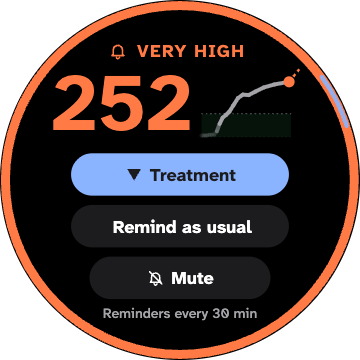 VERY HIGH
252
Treatment
Remind as usual
Mute
Reminders every 30 min